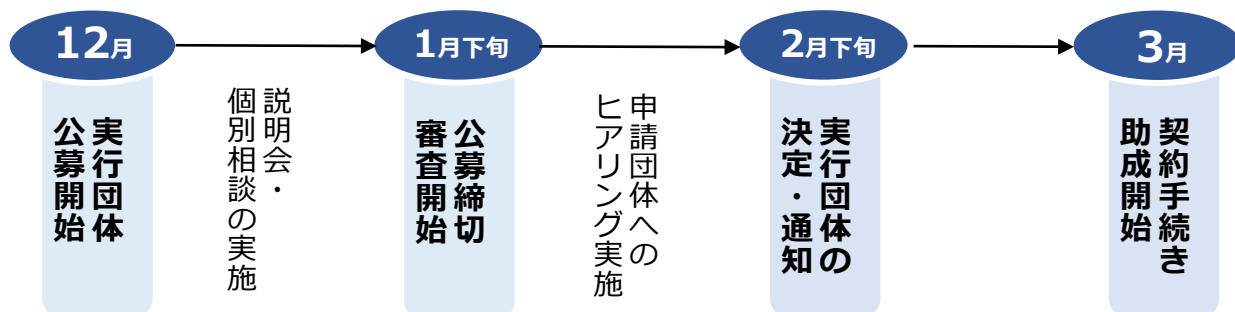 12月
実行団体
公募開始
説明会・
個別相談の実施
1月下旬
公募締切
審査開始
申請団体への
ヒアリング実施
2月下旬
実行団体の
決定・通知
3月
契約手続き
助成開始